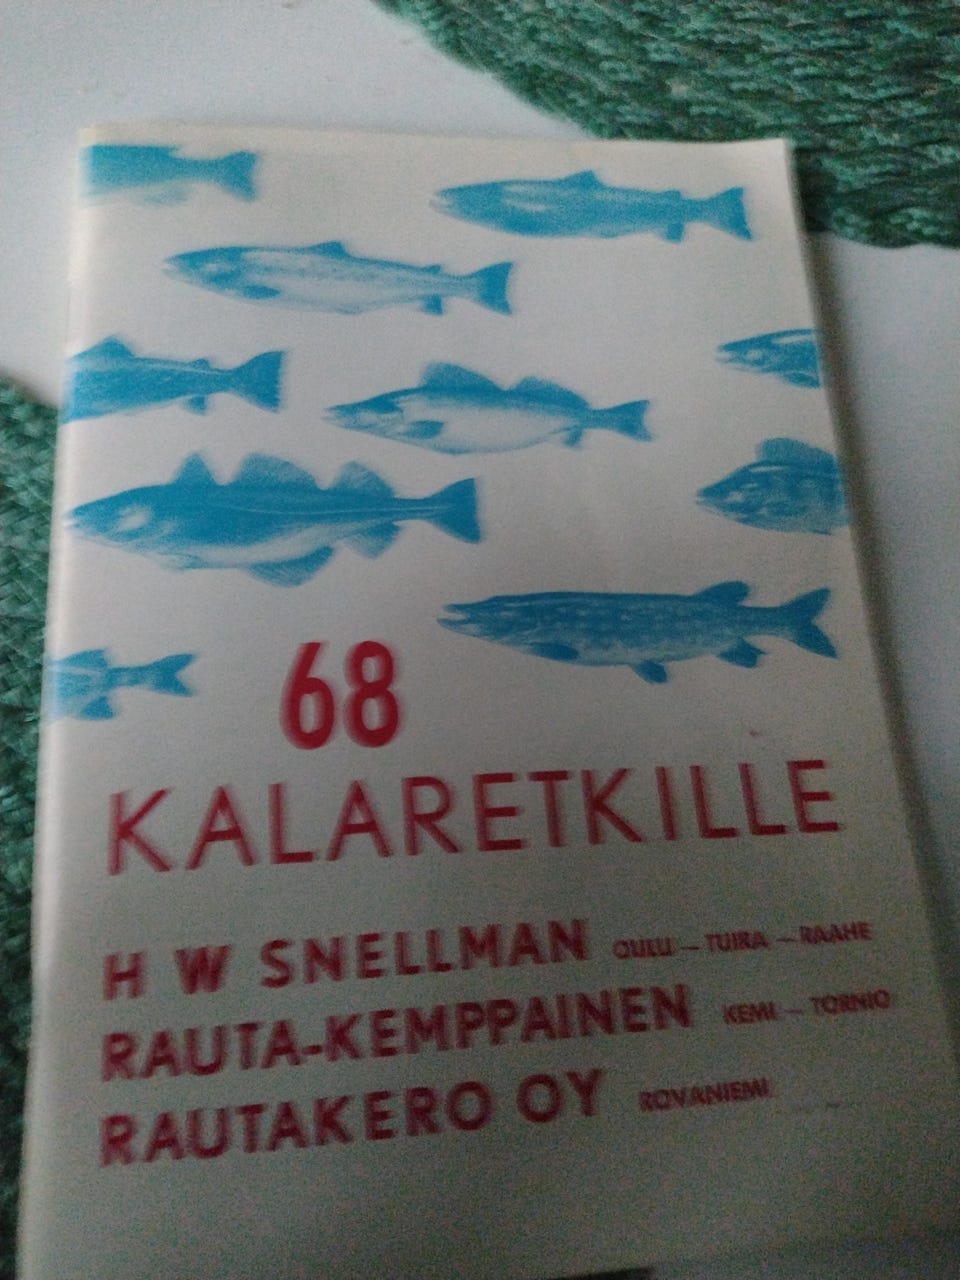 68
KALARETKILLE
H W SNELLMAN OULU — TUIRA — RAAHE
RAUTA-KEMPPAINEN KEMI — TORNIO
RAUTAKERO OY ROVANIEMI